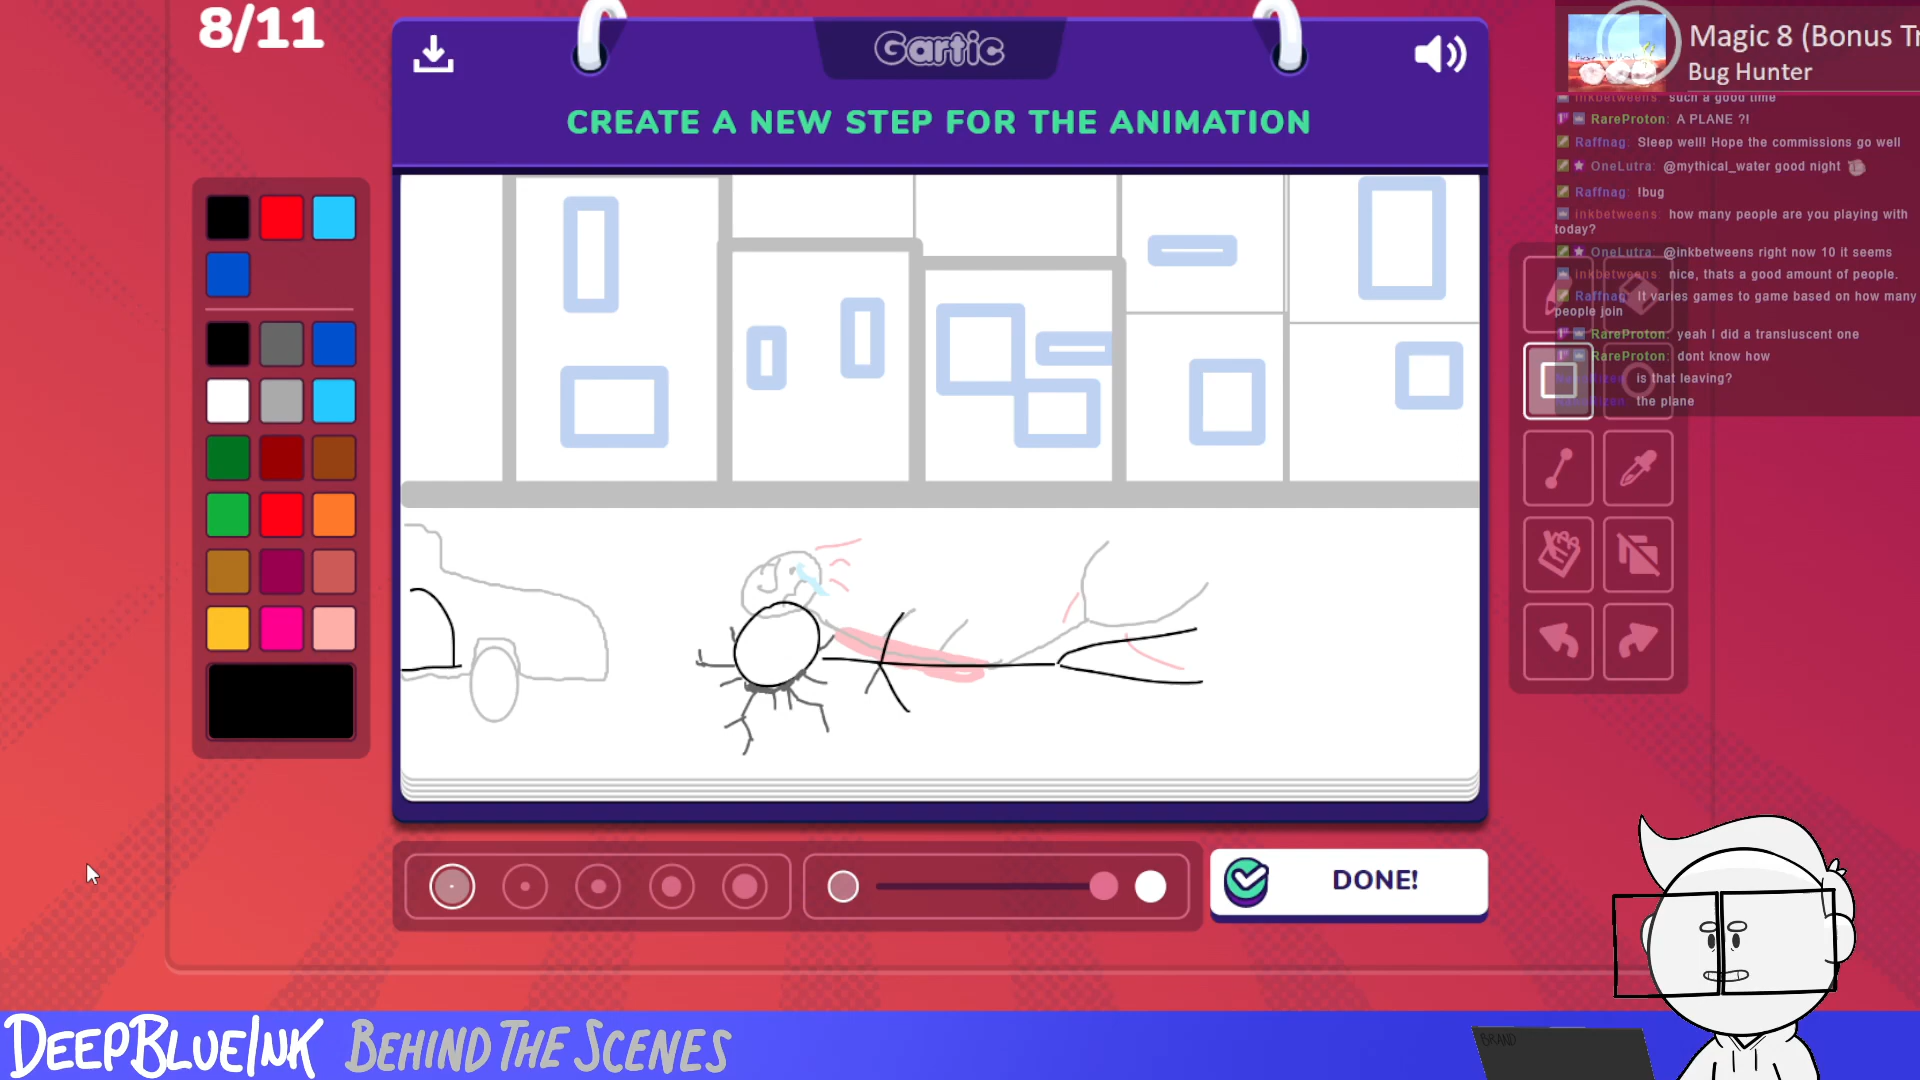 8/11
Gartic
CREATE A NEW STEP FOR THE ANIMATION
Magic 8 (Bonus Tr
Bug Hunter
inkbetweens: such a good time
RareProton: A PLANE ?!
Raffnag: Sleep well! Hope the commissions go well
OneLutra: @mythical_water good night
Raffnag: !bug
inkbetweens: how many people are you playing with
today?
OneLutra: @inkbetweens right now 10 it seems
inkbetweens: nice, thats a good amount of people.
Raffnag: It varies games to game based on how many
people join
RareProton: yeah I did a transluscent one
RareProton: dont know how
is that leaving?
the plane
DONE!
DEEPBLUEINK BEHIND THE SCENES
BRAND